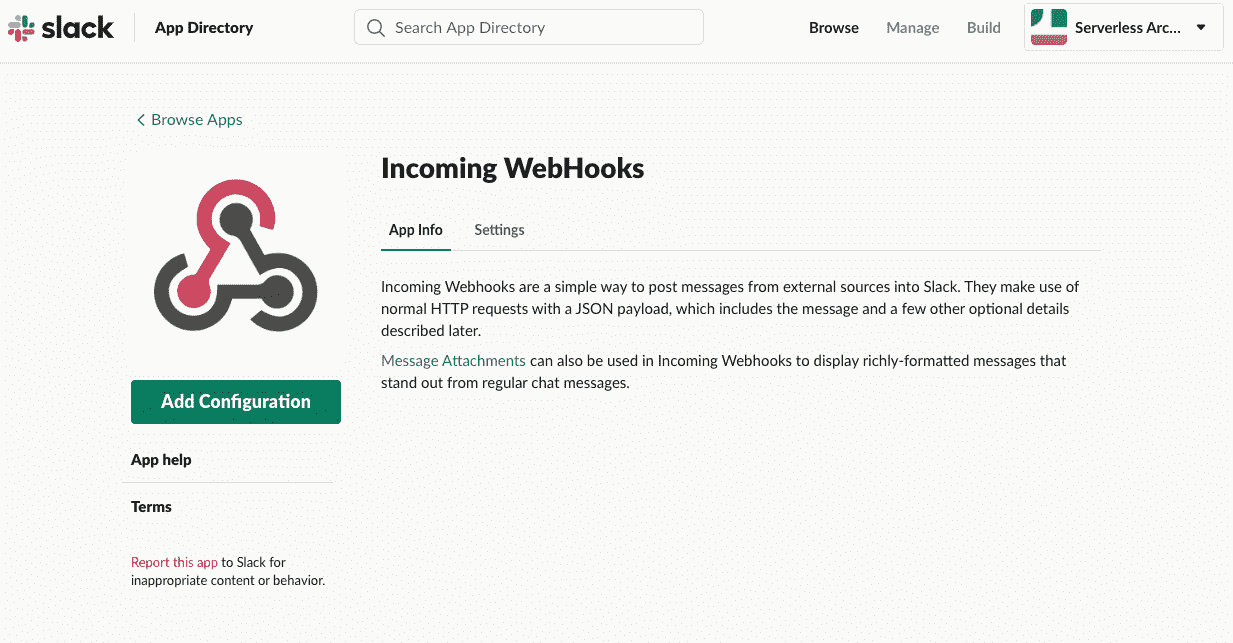 slack
App Directory
Search App Directory
Browse
Manage
Build
Serverless Arc...
Browse Apps
Incoming WebHooks
App Info
Settings
Incoming Webhooks are a simple way to post messages from external sources into Slack. They make use of
normal HTTP requests with a JSON payload, which includes the message and a few other optional details
described later.
Message Attachments can also be used in Incoming Webhooks to display richly-formatted messages that
stand out from regular chat messages.
Add Configuration
App help
Terms
Report this app to Slack for
inappropriate content or behavior.